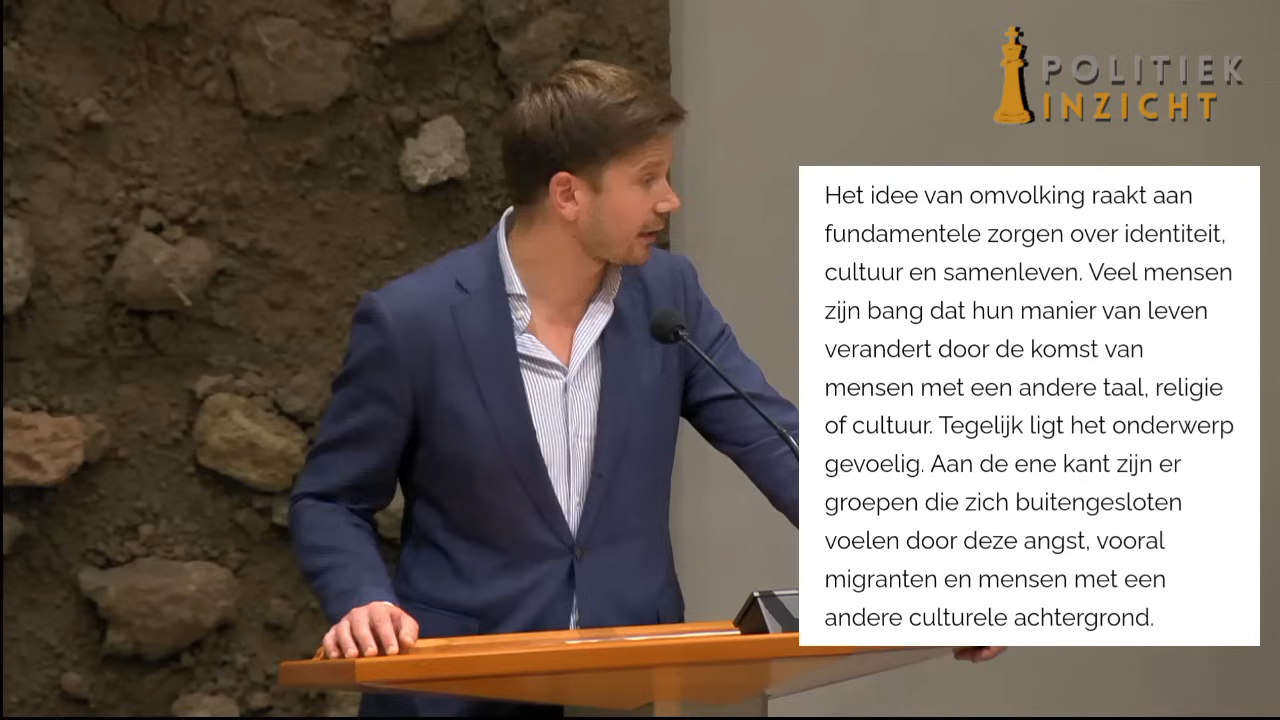 POLITIEK
INZICHT
Het idee van omvolking raakt aan
fundamentele zorgen over identiteit,
cultuur en samenleven. Veel mensen
zijn bang dat hun manier van leven
verandert door de komst van
mensen met een andere taal, religie
of cultuur. Tegelijk ligt het onderwerp
gevoelig. Aan de ene kant zijn er
groepen die zich buitengesloten
voelen door deze angst, vooral
migranten en mensen met een
andere culturele achtergrond.